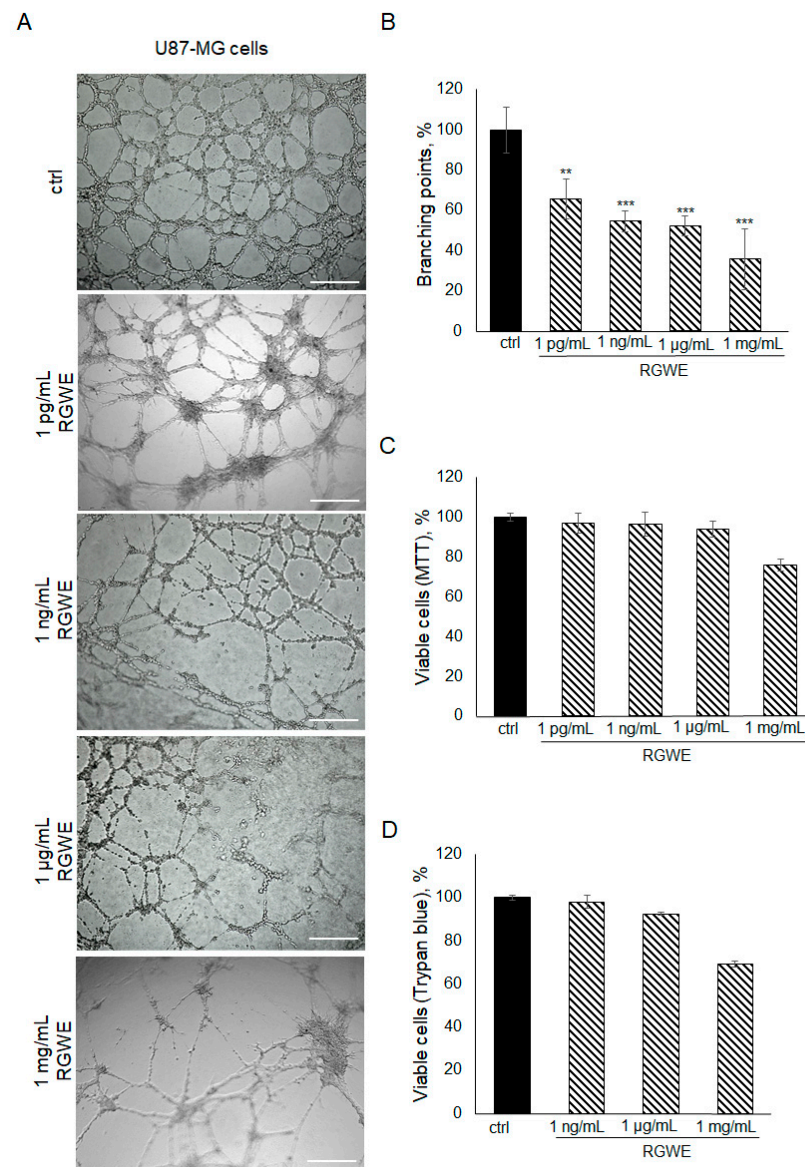 A
U87-MG cells
ctrl
1 pg/mL
RGWE
1 ng/mL
RGWE
1 µg/mL
RGWE
1 mg/mL
RGWE
B
Branching points, %
120
100
80
60
40
20
0
**
***
***
***
ctrl
1 pg/mL
1 ng/mL
1 µg/mL
1 mg/mL
RGWE
C
Viable cells (MTT), %
120
100
80
60
40
20
0
ctrl
1 pg/mL
1 ng/mL
1 µg/mL
1 mg/mL
RGWE
D
Viable cells (Trypan blue), %
120
100
80
60
40
20
0
ctrl
1 ng/mL
1 µg/mL
1 mg/mL
RGWE